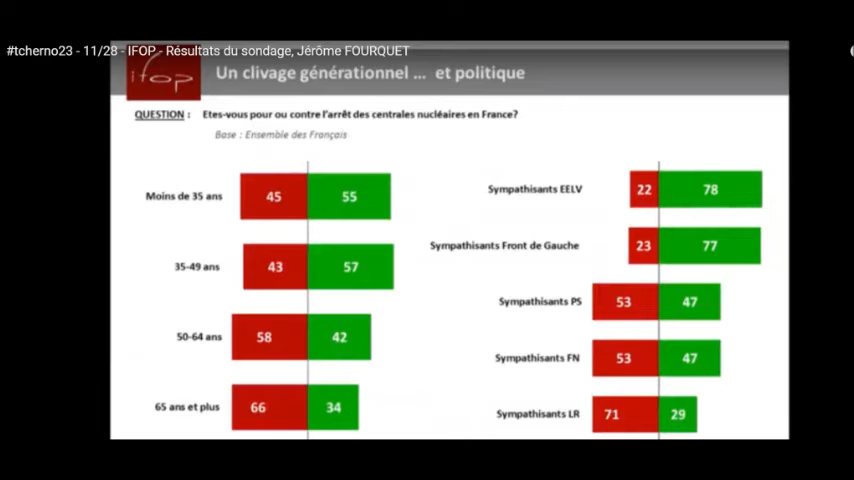 #tcherno23 - 11/28 - IFOP - Résultats du sondage, Jérôme FOURQUET
ifop
Un clivage générationnel ... et politique
QUESTION : Etes-vous pour ou contre l'arrêt des centrales nucléaires en France?
Base : Ensemble des Français
Moins de 35 ans 45 55
35-49 ans 43 57
50-64 ans 58 42
65 ans et plus 66 34
Sympathisants EELV 22 78
Sympathisants Front de Gauche 23 77
Sympathisants PS 53 47
Sympathisants FN 53 47
Sympathisants LR 71 29